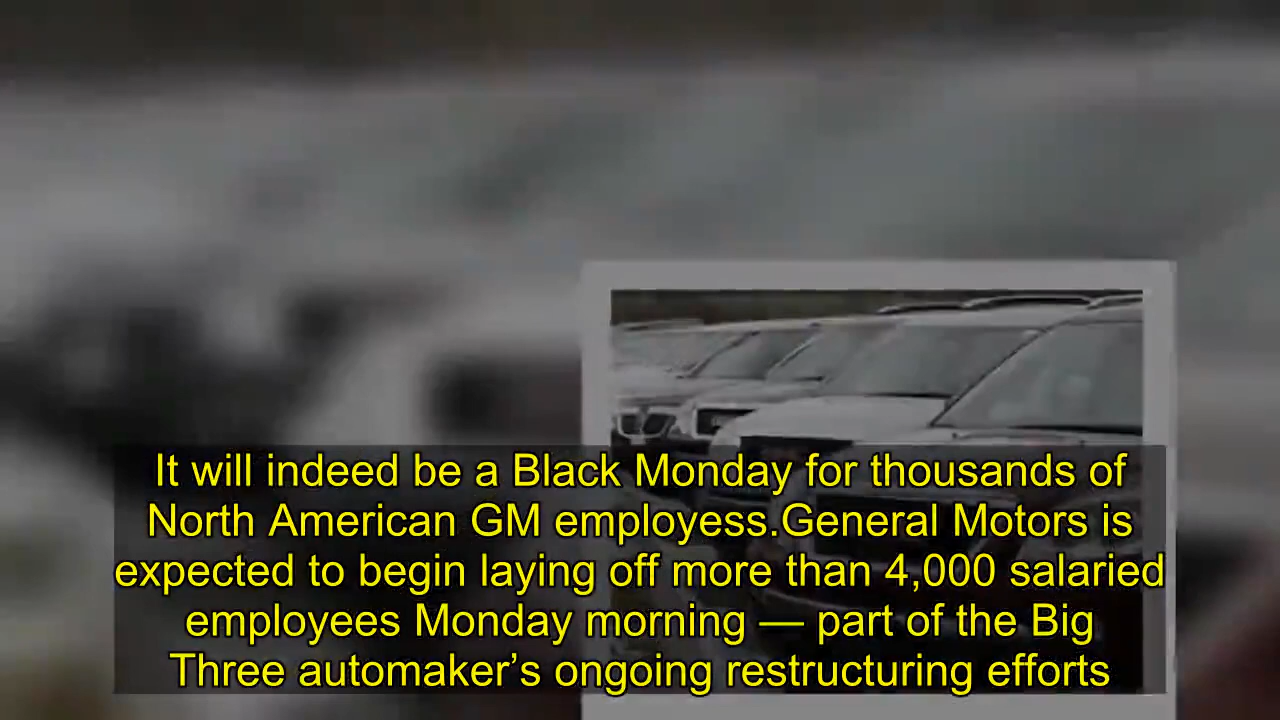 It will indeed be a Black Monday for thousands of
North American GM employess.General Motors is
expected to begin laying off more than 4,000 salaried
employees Monday morning — part of the Big
Three automaker’s ongoing restructuring efforts